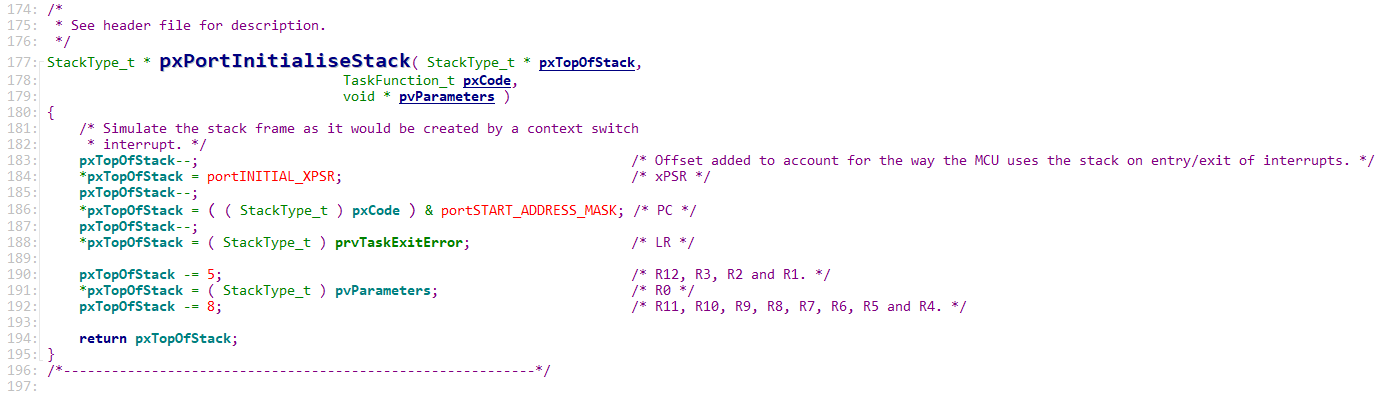 174: /*
175:  * See header file for description.
176:  */
177: StackType_t * pxPortInitialiseStack( StackType_t * pxTopOfStack,
178:                                      TaskFunction_t pxCode,
179:                                      void * pvParameters )
180: {
181:     /* Simulate the stack frame as it would be created by a context switch
182:      * interrupt. */
183:     pxTopOfStack--;                                                      /* Offset added to account for the way the MCU uses the stack on entry/exit of interrupts. */
184:     *pxTopOfStack = portINITIAL_XPSR;                                    /* xPSR */
185:     pxTopOfStack--;
186:     *pxTopOfStack = ( ( StackType_t ) pxCode ) & portSTART_ADDRESS_MASK; /* PC */
187:     pxTopOfStack--;
188:     *pxTopOfStack = ( StackType_t ) prvTaskExitError;                    /* LR */
189:
190:     pxTopOfStack -= 5;                                                   /* R12, R3, R2 and R1. */
191:     *pxTopOfStack = ( StackType_t ) pvParameters;                        /* R0 */
192:     pxTopOfStack -= 8;                                                   /* R11, R10, R9, R8, R7, R6, R5 and R4. */
193:
194:     return pxTopOfStack;
195: }
196: /*-----------------------------------------------------------*/
197: